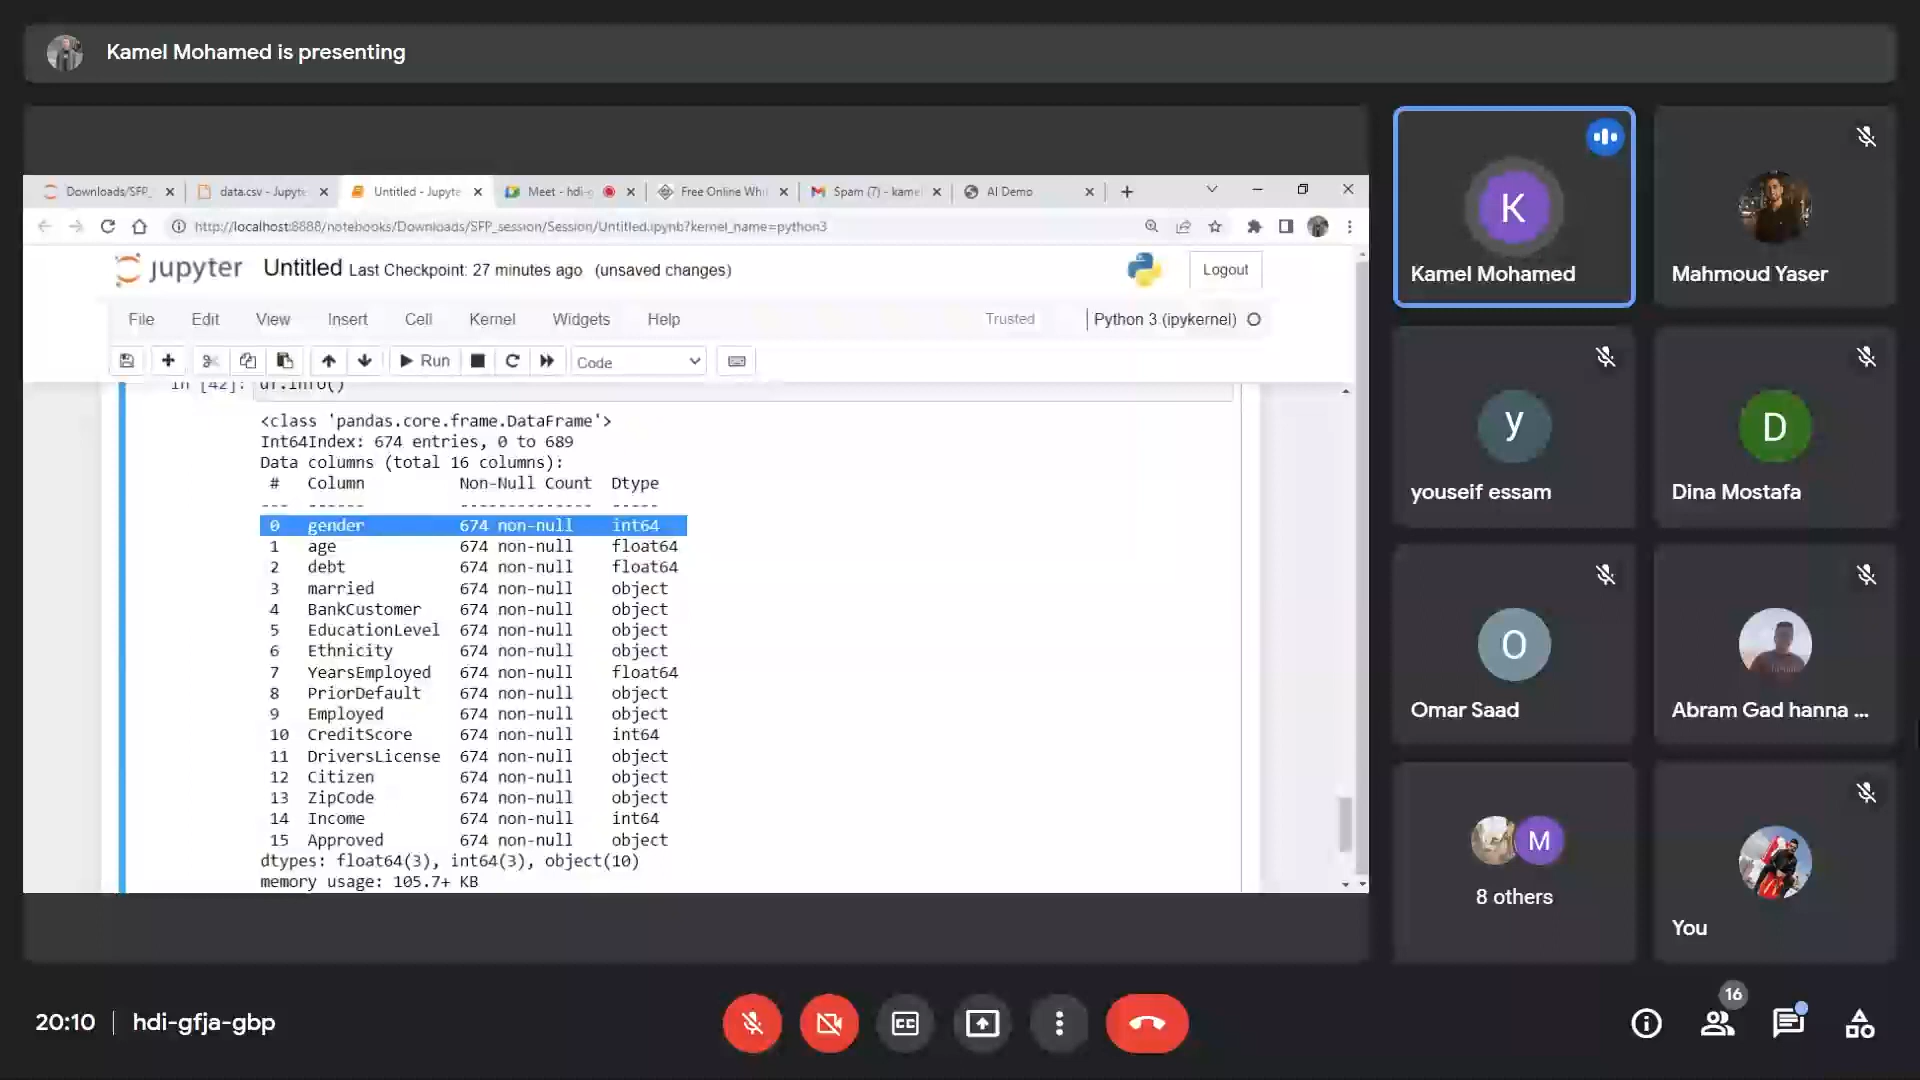 Kamel Mohamed is presenting
Downloads/SFP_
data.csv - Jupyte
Untitled - Jupyte
Meet - hdi-g
Free Online Whi
Spam (7) - kame
AI Demo
http://localhost:8888/notebooks/Downloads/SFP_session/Session/Untitled.ipynb?kernel_name=python3
jupyter Untitled Last Checkpoint: 27 minutes ago (unsaved changes)
Logout
File Edit View Insert Cell Kernel Widgets Help
Trusted
Python 3 (ipykernel)
Run
Code
In [42]: df.info()
<class 'pandas.core.frame.DataFrame'>
Int64Index: 674 entries, 0 to 689
Data columns (total 16 columns):
# Column Non-Null Count Dtype
--- ------ -------------- -----
0 gender 674 non-null int64
1 age 674 non-null float64
2 debt 674 non-null float64
3 married 674 non-null object
4 BankCustomer 674 non-null object
5 EducationLevel 674 non-null object
6 Ethnicity 674 non-null object
7 YearsEmployed 674 non-null float64
8 PriorDefault 674 non-null object
9 Employed 674 non-null object
10 CreditScore 674 non-null int64
11 DriversLicense 674 non-null object
12 Citizen 674 non-null object
13 ZipCode 674 non-null object
14 Income 674 non-null int64
15 Approved 674 non-null object
dtypes: float64(3), int64(3), object(10)
memory usage: 105.7+ KB
K
Kamel Mohamed
Mahmoud Yaser
y
youseif essam
D
Dina Mostafa
O
Omar Saad
Abram Gad hanna ...
M
8 others
You
20:10
hdi-gfja-gbp
CC
16